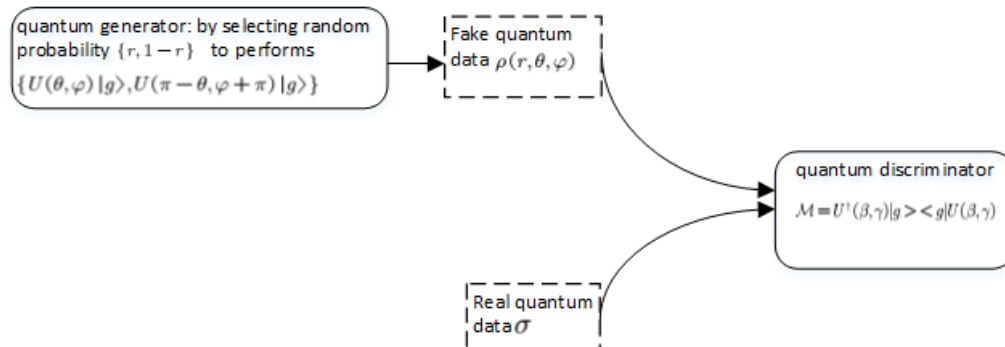 quantum generator: by selecting random
probability {r, 1−r} to performs
{U(θ,φ)|g⟩,U(π−θ,φ+π)|g⟩}
Fake quantum
data ρ(r,θ,φ)
quantum discriminator
ℳ=U†(β,γ)|g><g|U(β,γ)
Real quantum
data σ